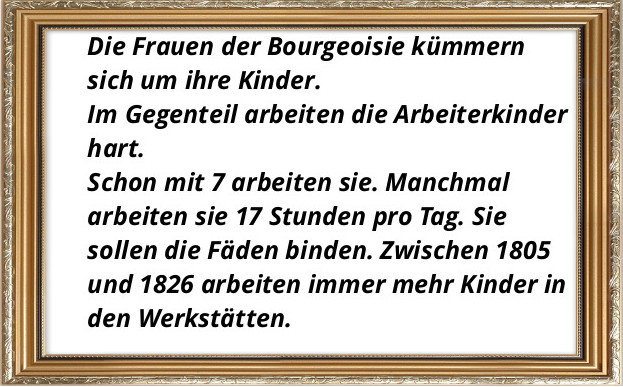 Die Frauen der Bourgeoisie kümmern
sich um ihre Kinder.
Im Gegenteil arbeiten die Arbeiterkinder
hart.
Schon mit 7 arbeiten sie. Manchmal
arbeiten sie 17 Stunden pro Tag. Sie
sollen die Fäden binden. Zwischen 1805
und 1826 arbeiten immer mehr Kinder in
den Werkstätten.